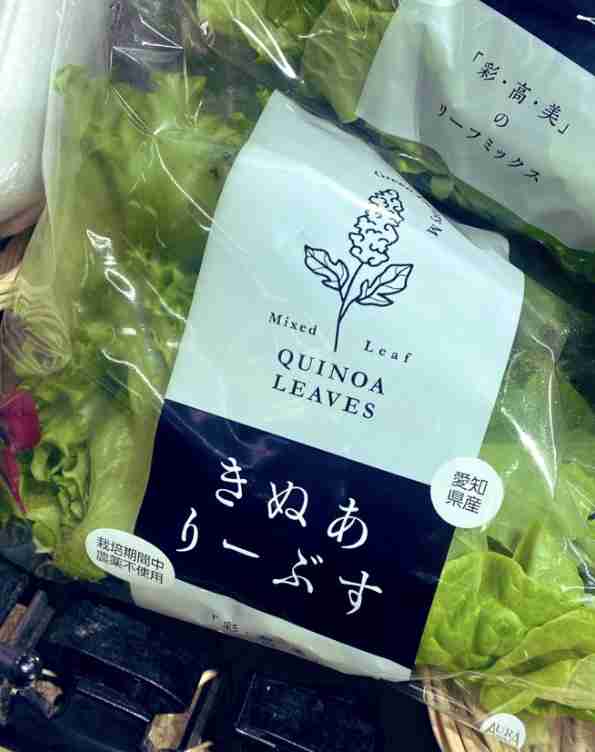 「彩・高・美」
の
リーフミックス
Mixed Leaf
QUINOA
LEAVES
きぬあ
りーぶす
愛知
県産
栽培期間中
農薬不使用
AURA